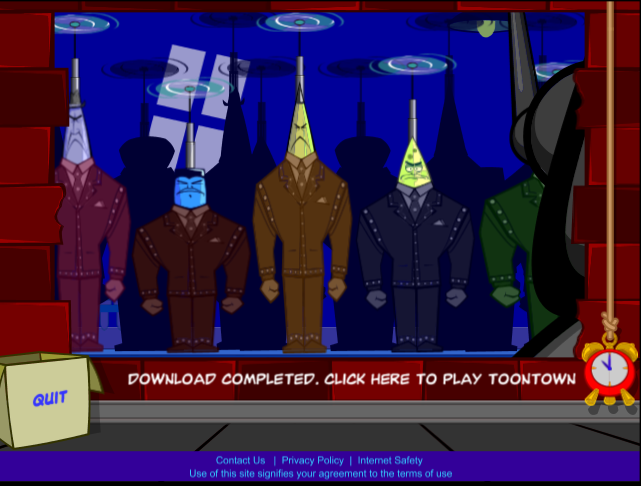 DOWNLOAD COMPLETED. CLICK HERE TO PLAY TOONTOWN
QUIT
Contact Us | Privacy Policy | Internet Safety
Use of this site signifies your agreement to the terms of use